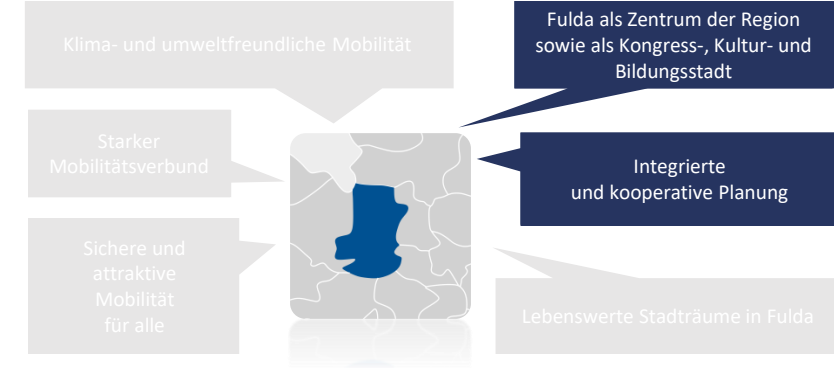 Klima- und umweltfreundliche Mobilität
Fulda als Zentrum der Region
sowie als Kongress-, Kultur- und
Bildungsstadt
Starker
Mobilitätsverbund
Integrierte
und kooperative Planung
Sichere und
attraktive
Mobilität
für alle
Lebenswerte Stadträume in Fulda